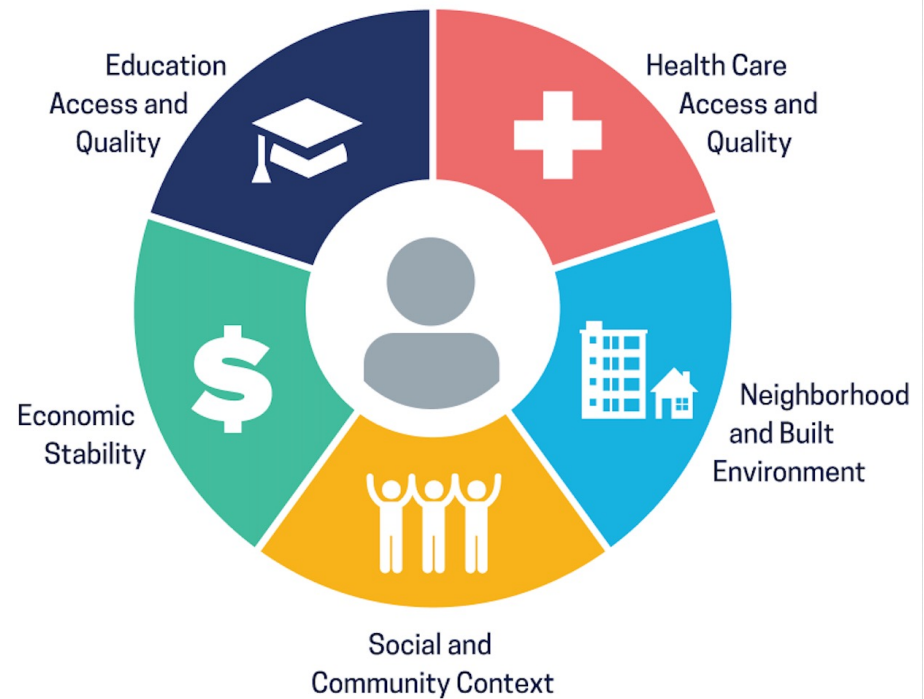 Education
Access and
Quality
Health Care
Access and
Quality
Economic
Stability
Neighborhood
and Built
Environment
Social and
Community Context